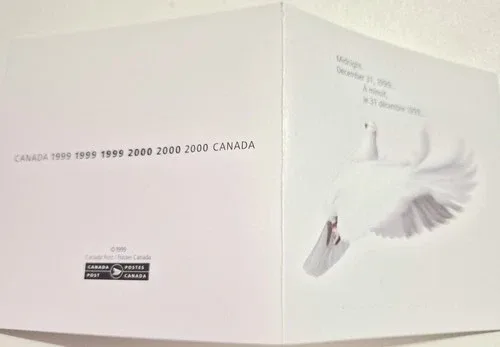 Midnight.
December 31, 1999.
À minuit,
le 31 décembre 1999.
CANADA 1999 1999 1999 2000 2000 2000 CANADA
© 1999
Canada Post / Postes Canada
CANADA POSTES
POST CANADA